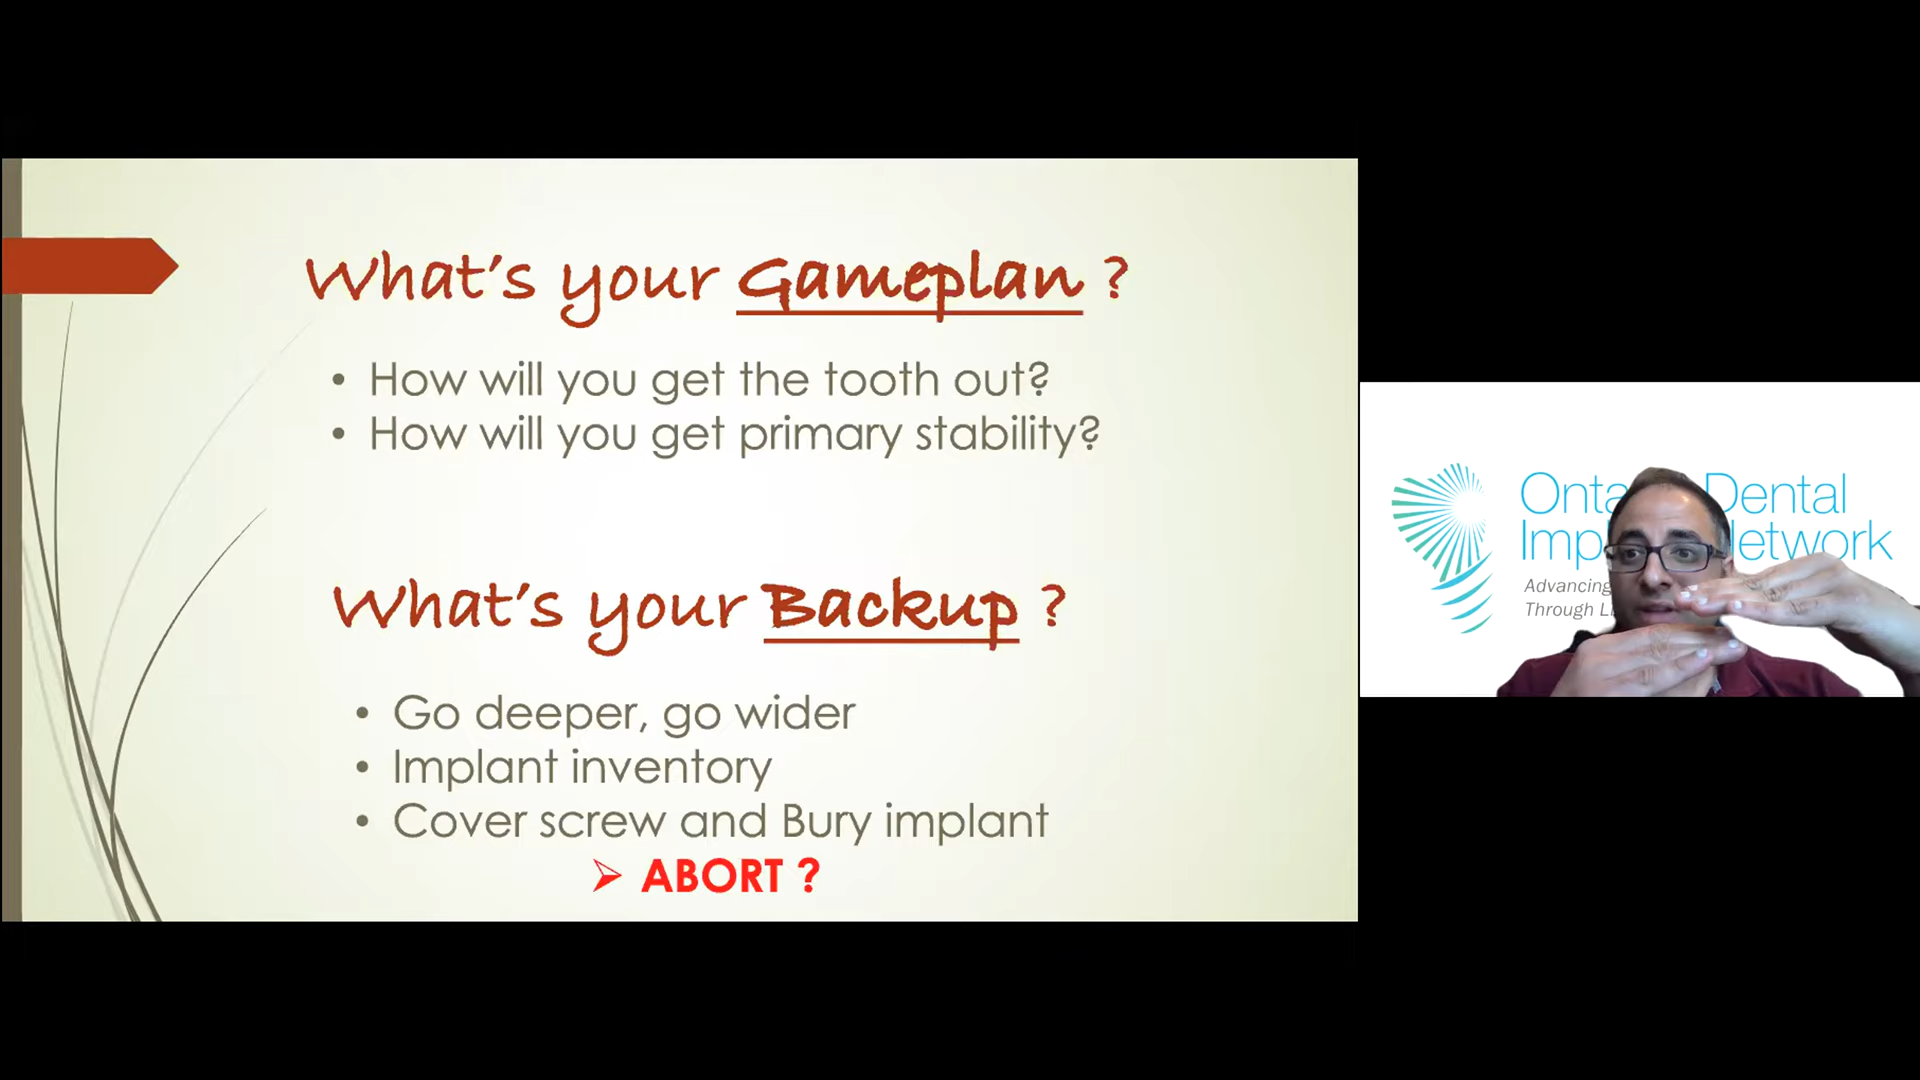 What's your Gameplan ?
• How will you get the tooth out?
• How will you get primary stability?
What's your Backup ?
• Go deeper, go wider
• Implant inventory
• Cover screw and Bury implant
➢ ABORT ?
Dental
Advancing
Through